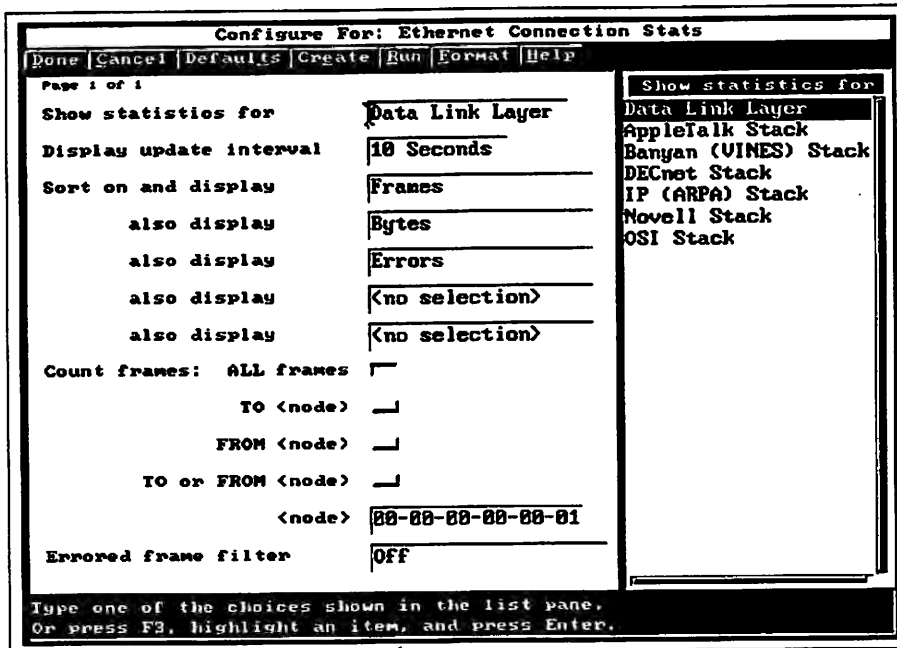 Configure For: Ethernet Connection Stats
Done Cancel Defaults Create Run Format Help
Page 1 of 1
Show statistics for Data Link Layer
Display update interval 10 Seconds
Sort on and display Frames
also display Bytes
also display Errors
also display <no selection>
also display <no selection>
Count frames: ALL frames
TO <node>
FROM <node>
TO or FROM <node>
<node> 00-00-00-00-00-01
Errored frame filter Off
Show statistics for
Data Link Layer
AppleTalk Stack
Banyan (VINES) Stack
DECnet Stack
IP (ARPA) Stack
Novell Stack
OSI Stack
Type one of the choices shown in the list pane.
Or press F3, highlight an item, and press Enter.